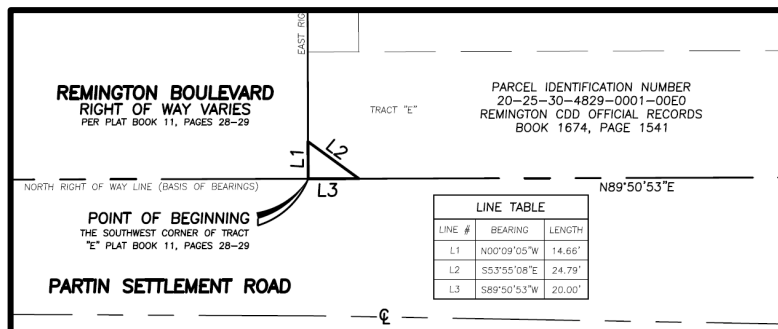 EAST RIG
REMINGTON BOULEVARD
RIGHT OF WAY VARIES
PER PLAT BOOK 11, PAGES 28-29
TRACT "E"
PARCEL IDENTIFICATION NUMBER
20-25-30-4829-0001-00E0
REMINGTON CDD OFFICIAL RECORDS
BOOK 1674, PAGE 1541
L1
L2
L3
NORTH RIGHT OF WAY LINE (BASIS OF BEARINGS)
N89°50'53"E
POINT OF BEGINNING
THE SOUTHWEST CORNER OF TRACT
"E" PLAT BOOK 11, PAGES 28-29
LINE TABLE
LINE # BEARING LENGTH
L1 N00°09'05"W 14.66'
L2 S53°55'08"E 24.79'
L3 S89°50'53"W 20.00'
PARTIN SETTLEMENT ROAD
℄